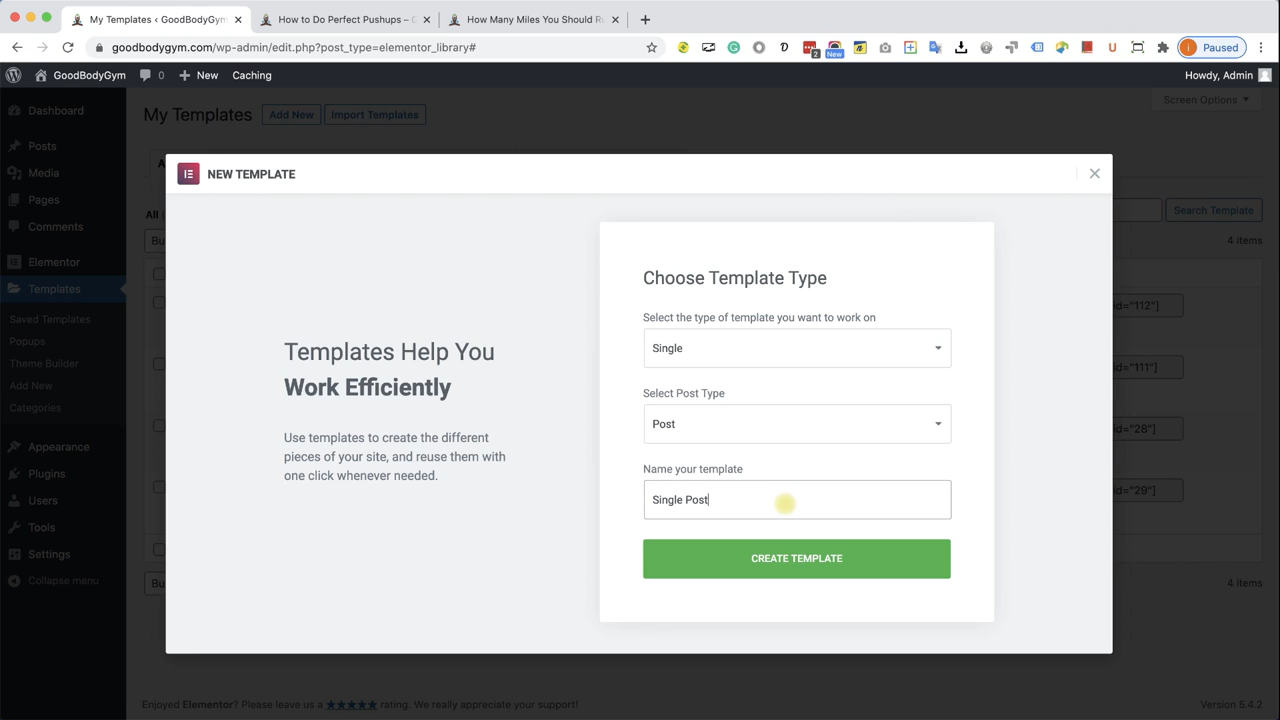 My Templates ‹ GoodBodyGym
How to Do Perfect Pushups – G
How Many Miles You Should R
goodbodygym.com/wp-admin/edit.php?post_type=elementor_library#
2
New
Paused
GoodBodyGym
0
New
Caching
Howdy, Admin
Dashboard
Posts
Media
Pages
Comments
Elementor
Templates
Saved Templates
Popups
Theme Builder
Add New
Categories
Appearance
Plugins
Users
Tools
Settings
Collapse menu
My Templates
Add New
Import Templates
Screen Options
A
All
Search Template
Bu
4 items
id="112"]
id="111"]
id="28"]
id="29"]
Bu
4 items
NEW TEMPLATE
Templates Help You
Work Efficiently
Use templates to create the different
pieces of your site, and reuse them with
one click whenever needed.
Choose Template Type
Select the type of template you want to work on
Single
Select Post Type
Post
Name your template
Single Post
CREATE TEMPLATE
Enjoyed Elementor? Please leave us a ★★★★★ rating. We really appreciate your support!
Version 5.4.2